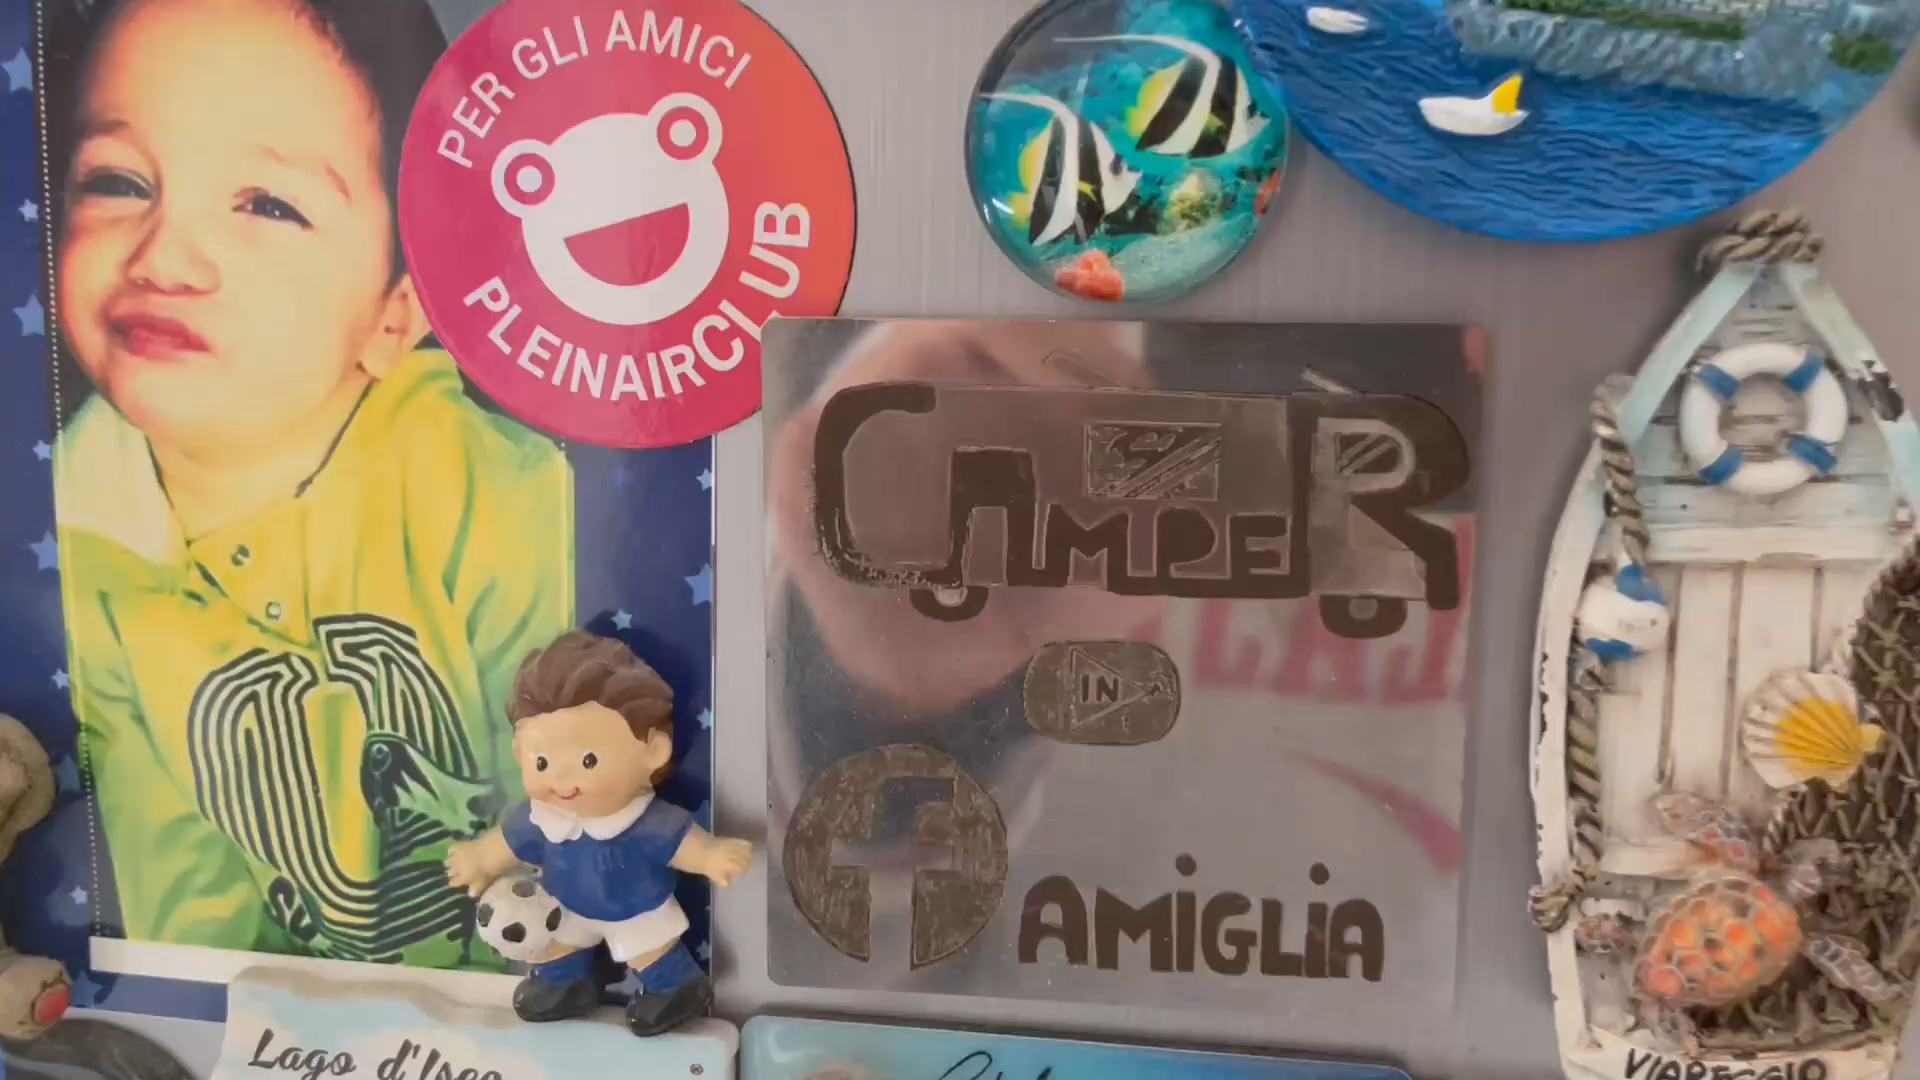 PER GLI AMICI
PLEINAIRCLUB
CAMPER
IN
FAMIGLIA
Lago d'Iseo
VIAREGGIO